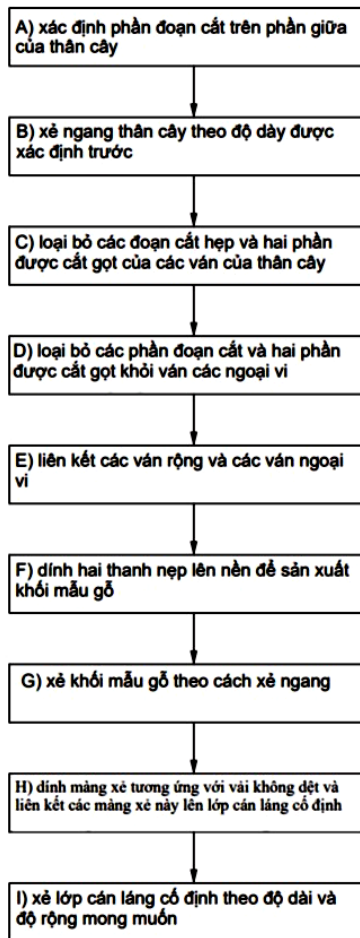 A) xác định phần đoạn cắt trên phần giữa
của thân cây
B) xẻ ngang thân cây theo độ dày được
xác định trước
C) loại bỏ các đoạn cắt hẹp và hai phần
được cắt gọt của các ván của thân cây
D) loại bỏ các phần đoạn cắt và hai phần
được cắt gọt khỏi ván các ngoại vi
E) liên kết các ván rộng và các ván ngoại
vi
F) dính hai thanh nẹp lên nền để sản xuất
khối mẫu gỗ
G) xẻ khối mẫu gỗ theo cách xẻ ngang
H) dính màng xẻ tương ứng với vải không dệt và
liên kết các màng xẻ này lên lớp cán láng cố định
I) xẻ lớp cán láng cố định theo độ dài và
độ rộng mong muốn